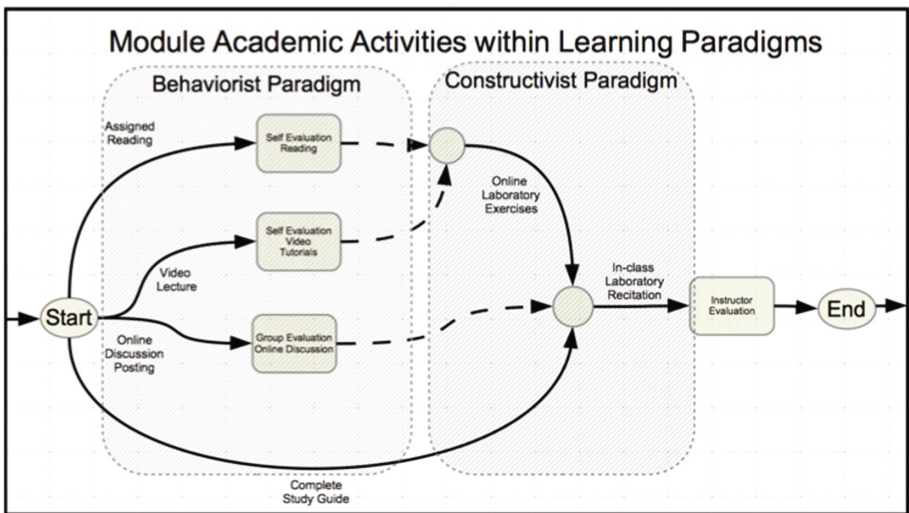 Module Academic Activities within Learning Paradigms
Behaviorist Paradigm
Constructivist Paradigm
Assigned
Reading
Self Evaluation
Reading
Online
Laboratory
Exercises
Self Evaluation
Video
Tutorials
Video
Lecture
In-class
Laboratory
Recitation
Start
Instructor
Evaluation
End
Online
Discussion
Posting
Group Evaluation
Online Discussion
Complete
Study Guide